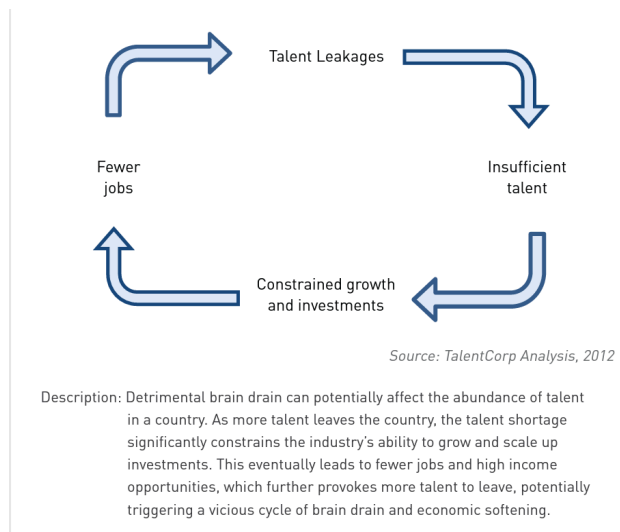 Talent Leakages
Fewer
jobs
Insufficient
talent
Constrained growth
and investments
Source: TalentCorp Analysis, 2012
Description: Detrimental brain drain can potentially affect the abundance of talent
in a country. As more talent leaves the country, the talent shortage
significantly constrains the industry's ability to grow and scale up
investments. This eventually leads to fewer jobs and high income
opportunities, which further provokes more talent to leave, potentially
triggering a vicious cycle of brain drain and economic softening.